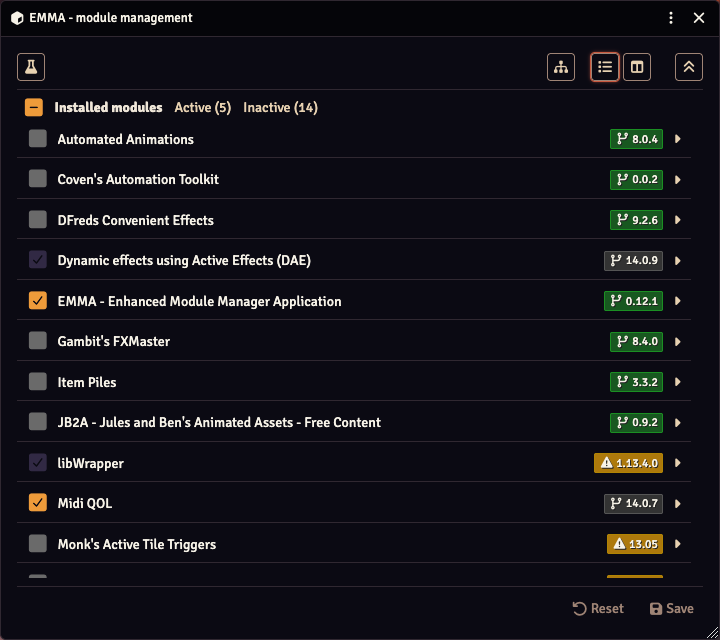 EMMA - module management
Installed modules Active (5) Inactive (14)
Automated Animations 8.0.4
Coven's Automation Toolkit 0.0.2
DFreds Convenient Effects 9.2.6
Dynamic effects using Active Effects (DAE) 14.0.9
EMMA - Enhanced Module Manager Application 0.12.1
Gambit's FXMaster 8.4.0
Item Piles 3.3.2
JB2A - Jules and Ben's Animated Assets - Free Content 0.9.2
libWrapper 1.13.4.0
Midi QOL 14.0.7
Monk's Active Tile Triggers 13.05
Reset Save